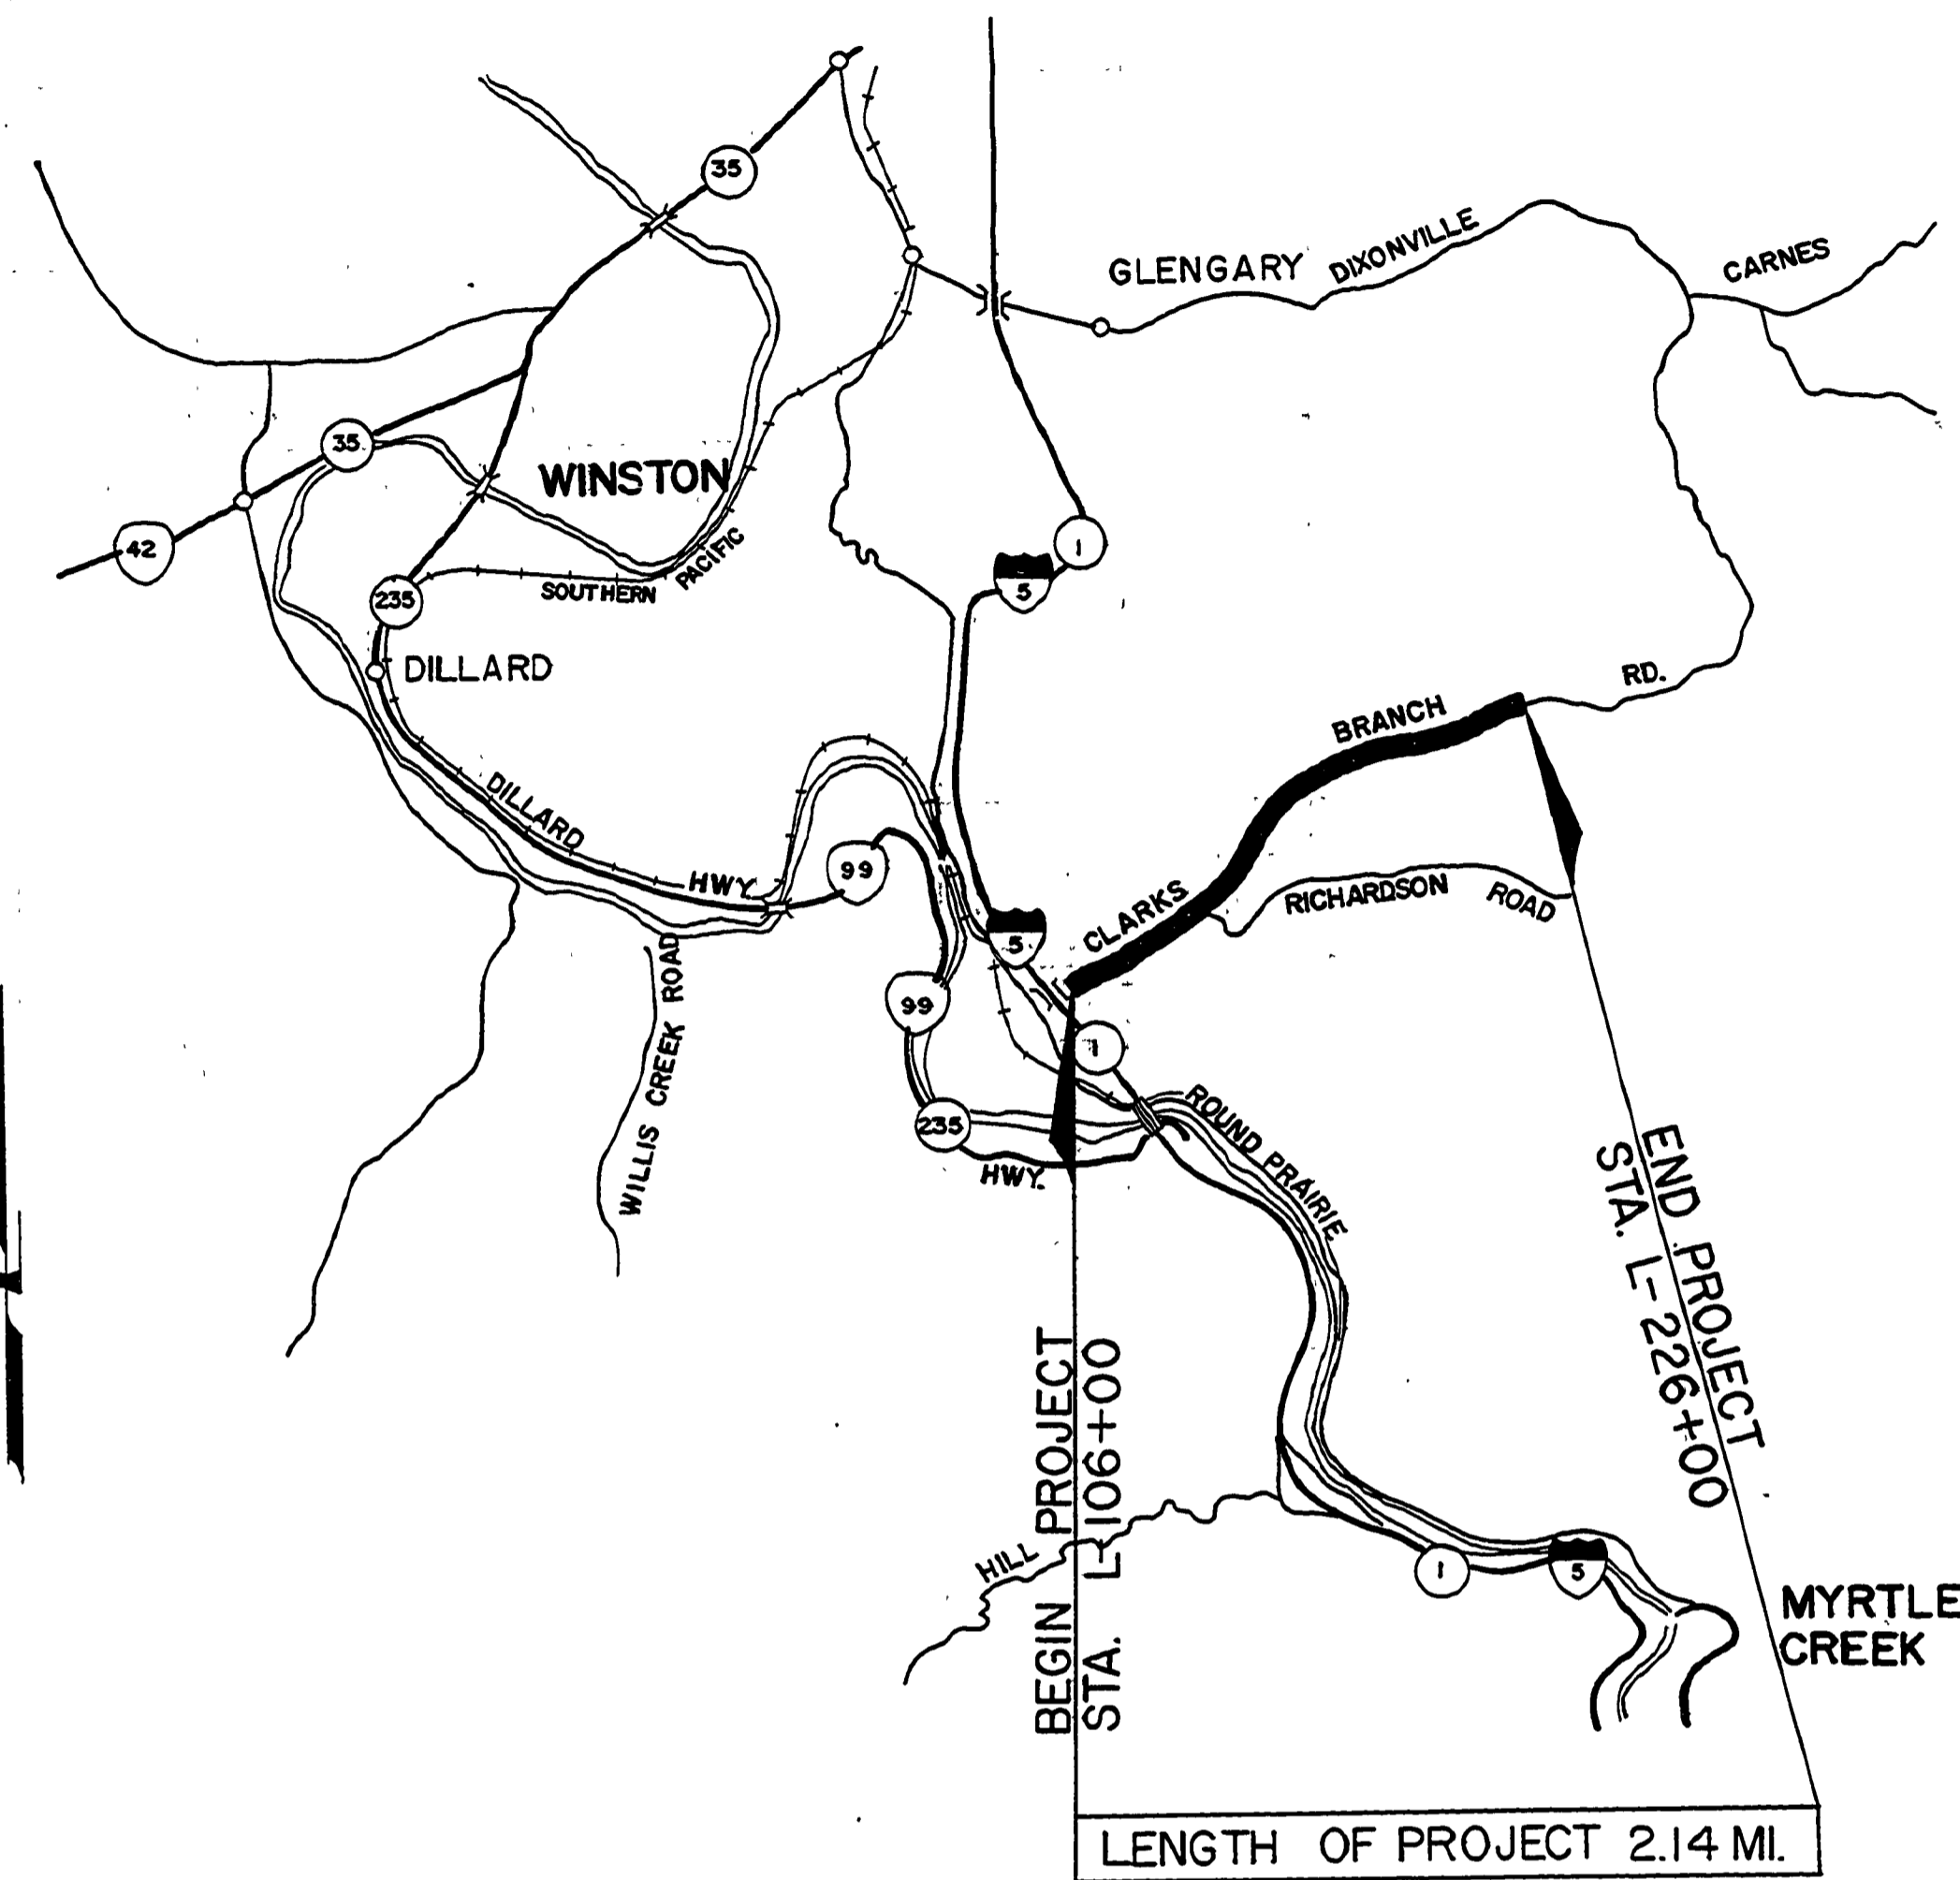 35
GLENGARY
DIXONVILLE
CARNES
35
WINSTON
42
1
5
SOUTHERN
PACIFIC
235
DILLARD
RD.
BRANCH
DILLARD
HWY.
99
CLARKS
RICHARDSON ROAD
5
99
1
WILLIS CREEK ROAD
235
HWY.
ROUND PRAIRIE
END PROJECT
STA. L-226+00
BEGIN PROJECT
STA. L-106+00
HILL
1
5
MYRTLE
CREEK
LENGTH OF PROJECT 2.14 MI.